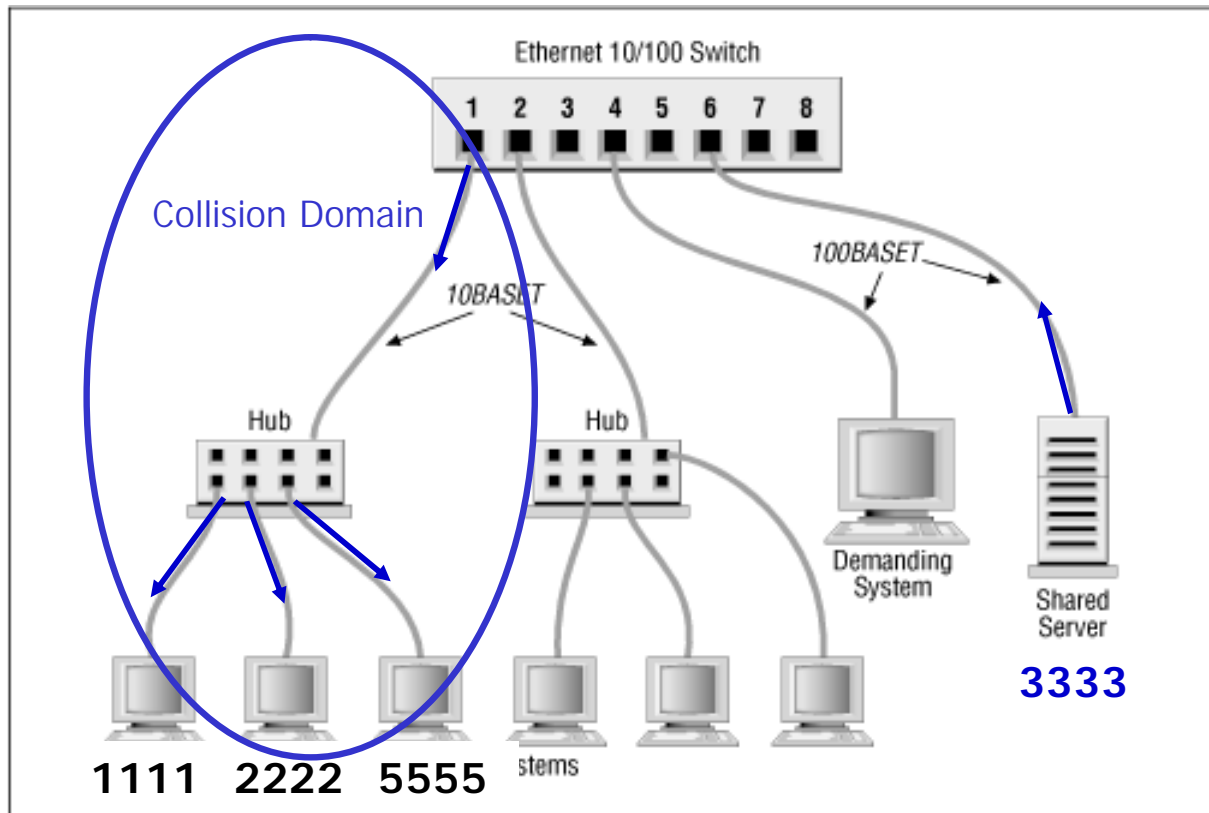 Ethernet 10/100 Switch
1 2 3 4 5 6 7 8
Collision Domain
100BASET
10BASET
Hub
Hub
Demanding
System
Shared
Server
3333
stems
1111 2222 5555